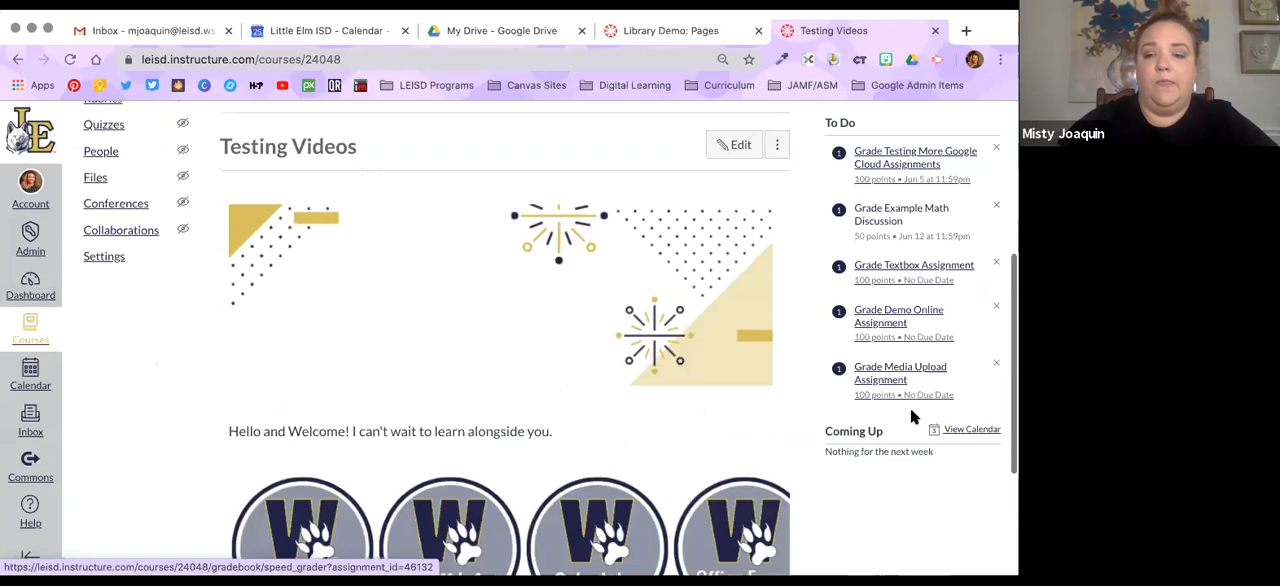 Inbox - mjoaquin@leisd.ws
Little Elm ISD - Calendar -
My Drive - Google Drive
Library Demo: Pages
Testing Videos
leisd.instructure.com/courses/24048
Apps
LEISD Programs
Canvas Sites
Digital Learning
Curriculum
JAMF/ASM
Google Admin Items
Rubrics
Quizzes
People
Files
Conferences
Collaborations
Settings
LE
Account
Admin
Dashboard
Courses
Calendar
Inbox
Commons
Help
Testing Videos
Edit
Hello and Welcome! I can't wait to learn alongside you.
W
W
W
W
To Do
1 Grade Testing More Google
Cloud Assignments
100 points • Jun 5 at 11:59pm
1 Grade Example Math
Discussion
50 points • Jun 12 at 11:59pm
1 Grade Textbox Assignment
100 points • No Due Date
1 Grade Demo Online
Assignment
100 points • No Due Date
1 Grade Media Upload
Assignment
100 points • No Due Date
Coming Up
View Calendar
Nothing for the next week
https://leisd.instructure.com/courses/24048/gradebook/speed_grader?assignment_id=46132
Misty Joaquin